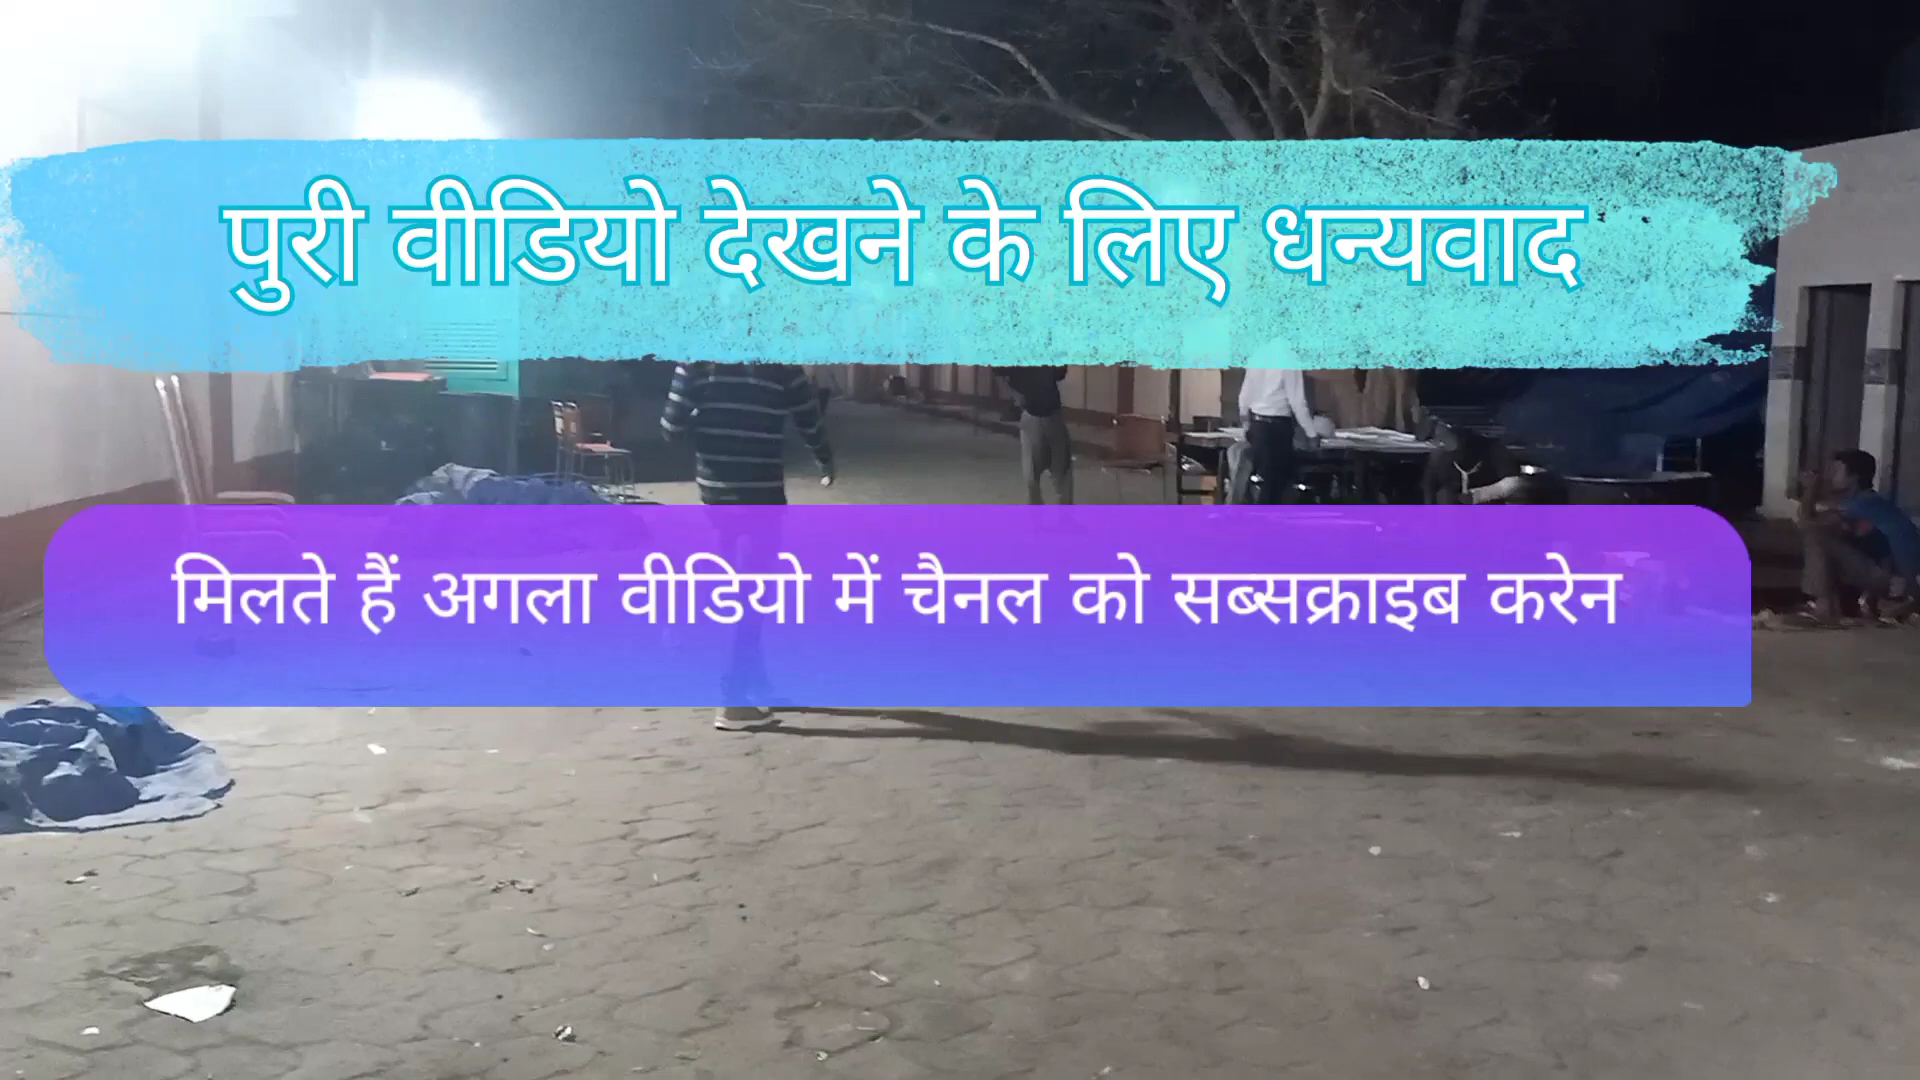 पुरी वीडियो देखने के लिए धन्यवाद
मिलते हैं अगला वीडियो में चैनल को सब्सक्राइब करेन